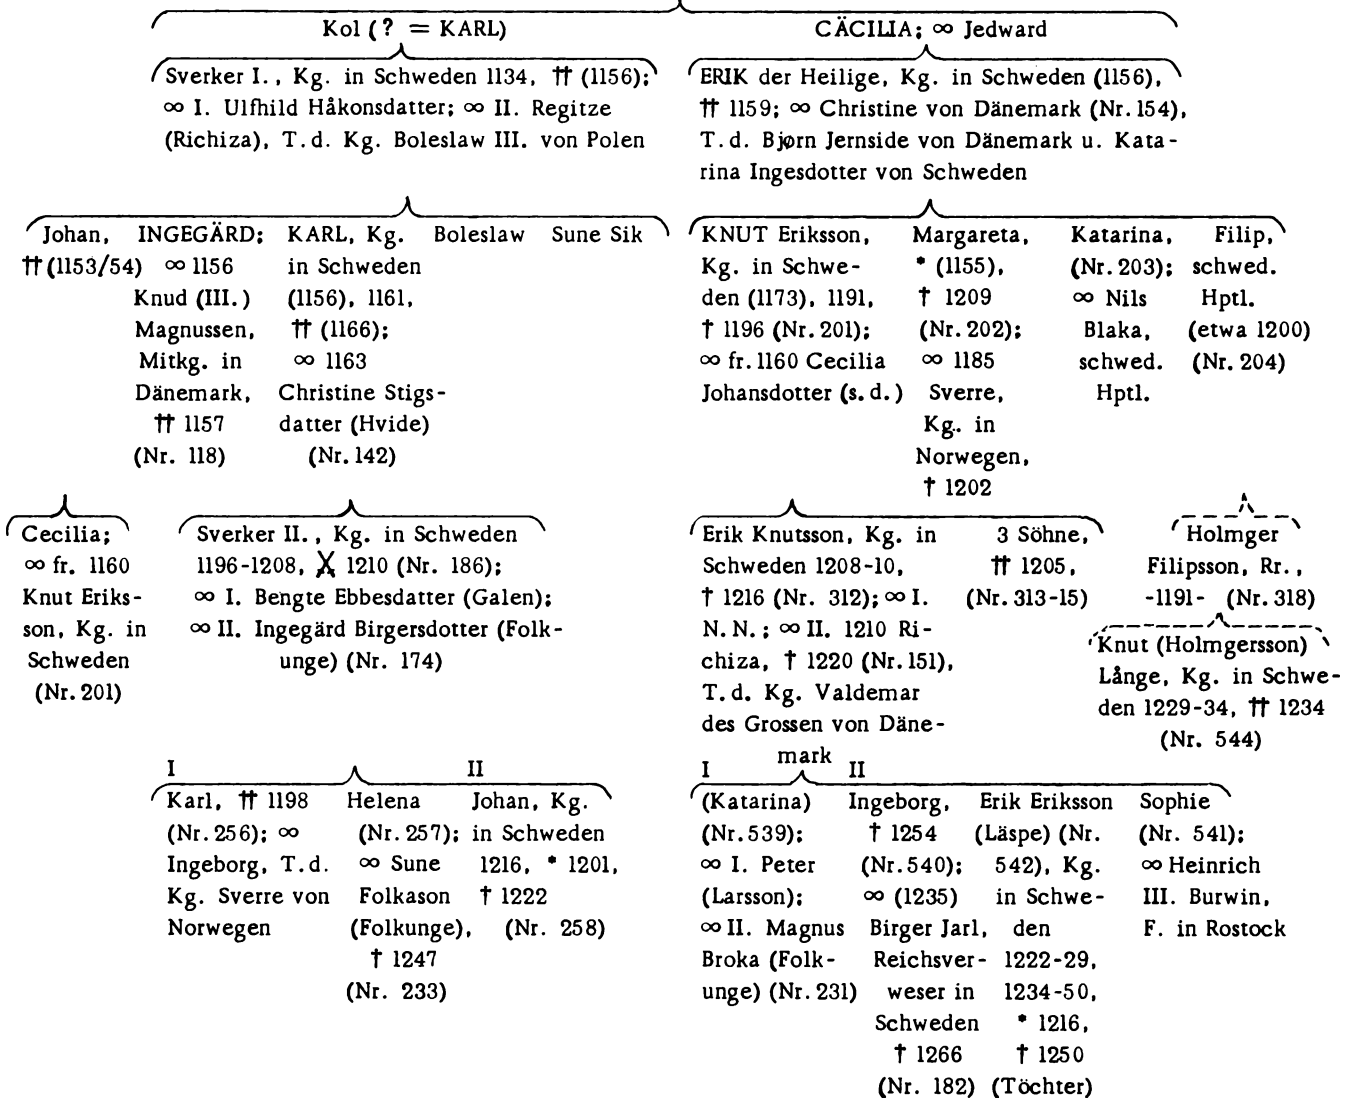 Kol (? = KARL)
Sverker I., Kg. in Schweden 1134, †† (1156);
∞ I. Ulfhild Håkonsdatter; ∞ II. Regitze
(Richiza), T.d. Kg. Boleslaw III. von Polen
CÄCILIA; ∞ Jedward
ERIK der Heilige, Kg. in Schweden (1156),
†† 1159; ∞ Christine von Dänemark (Nr. 154),
T.d. Bjørn Jernside von Dänemark u. Kata-
rina Ingesdotter von Schweden
Johan,
†† (1153/54)
INGEGÄRD;
∞ 1156
Knud (III.)
Magnussen,
Mitkg. in
Dänemark,
†† 1157
(Nr. 118)
KARL, Kg.
in Schweden
(1156), 1161,
†† (1166);
∞ 1163
Christine Stigs-
datter (Hvide)
(Nr. 142)
Boleslaw
Sune Sik
KNUT Eriksson,
Kg. in Schwe-
den (1173), 1191,
† 1196 (Nr. 201);
∞ fr. 1160 Cecilia
Johansdotter (s.d.)
Margareta,
* (1155),
† 1209
(Nr. 202);
∞ 1185
Sverre,
Kg. in
Norwegen,
† 1202
Katarina,
(Nr. 203);
∞ Nils
Blaka,
schwed.
Hptl.
Filip,
schwed.
Hptl.
(etwa 1200)
(Nr. 204)
Cecilia;
∞ fr. 1160
Knut Eriks-
son, Kg. in
Schweden
(Nr. 201)
Sverker II., Kg. in Schweden
1196-1208, X 1210 (Nr. 186);
∞ I. Bengte Ebbesdatter (Galen);
∞ II. Ingegärd Birgersdotter (Folk-
unge) (Nr. 174)
Erik Knutsson, Kg. in
Schweden 1208-10,
† 1216 (Nr. 312); ∞ I.
N.N.; ∞ II. 1210 Ri-
chiza, † 1220 (Nr. 151),
T.d. Kg. Valdemar
des Grossen von Däne-
mark
3 Söhne,
†† 1205,
(Nr. 313-15)
Holmger
Filipsson, Rr.,
-1191- (Nr. 318)
Knut (Holmgersson)
Långe, Kg. in Schwe-
den 1229-34, †† 1234
(Nr. 544)
I
II
Karl, †† 1198
(Nr. 256); ∞
Ingeborg, T.d.
Kg. Sverre von
Norwegen
Helena
(Nr. 257);
∞ Sune
Folkason
(Folkunge),
† 1247
(Nr. 233)
Johan, Kg.
in Schweden
1216, * 1201,
† 1222
(Nr. 258)
I
II
(Katarina)
(Nr. 539);
∞ I. Peter
(Larsson);
∞ II. Magnus
Broka (Folk-
unge) (Nr. 231)
Ingeborg,
† 1254
(Nr. 540);
∞ (1235)
Birger Jarl,
Reichsver-
weser in
Schweden
† 1266
(Nr. 182)
Erik Eriksson
(Läspe) (Nr.
542), Kg.
in Schwe-
den
1222-29,
1234-50,
* 1216,
† 1250
(Töchter)
Sophie
(Nr. 541);
∞ Heinrich
III. Burwin,
F. in Rostock